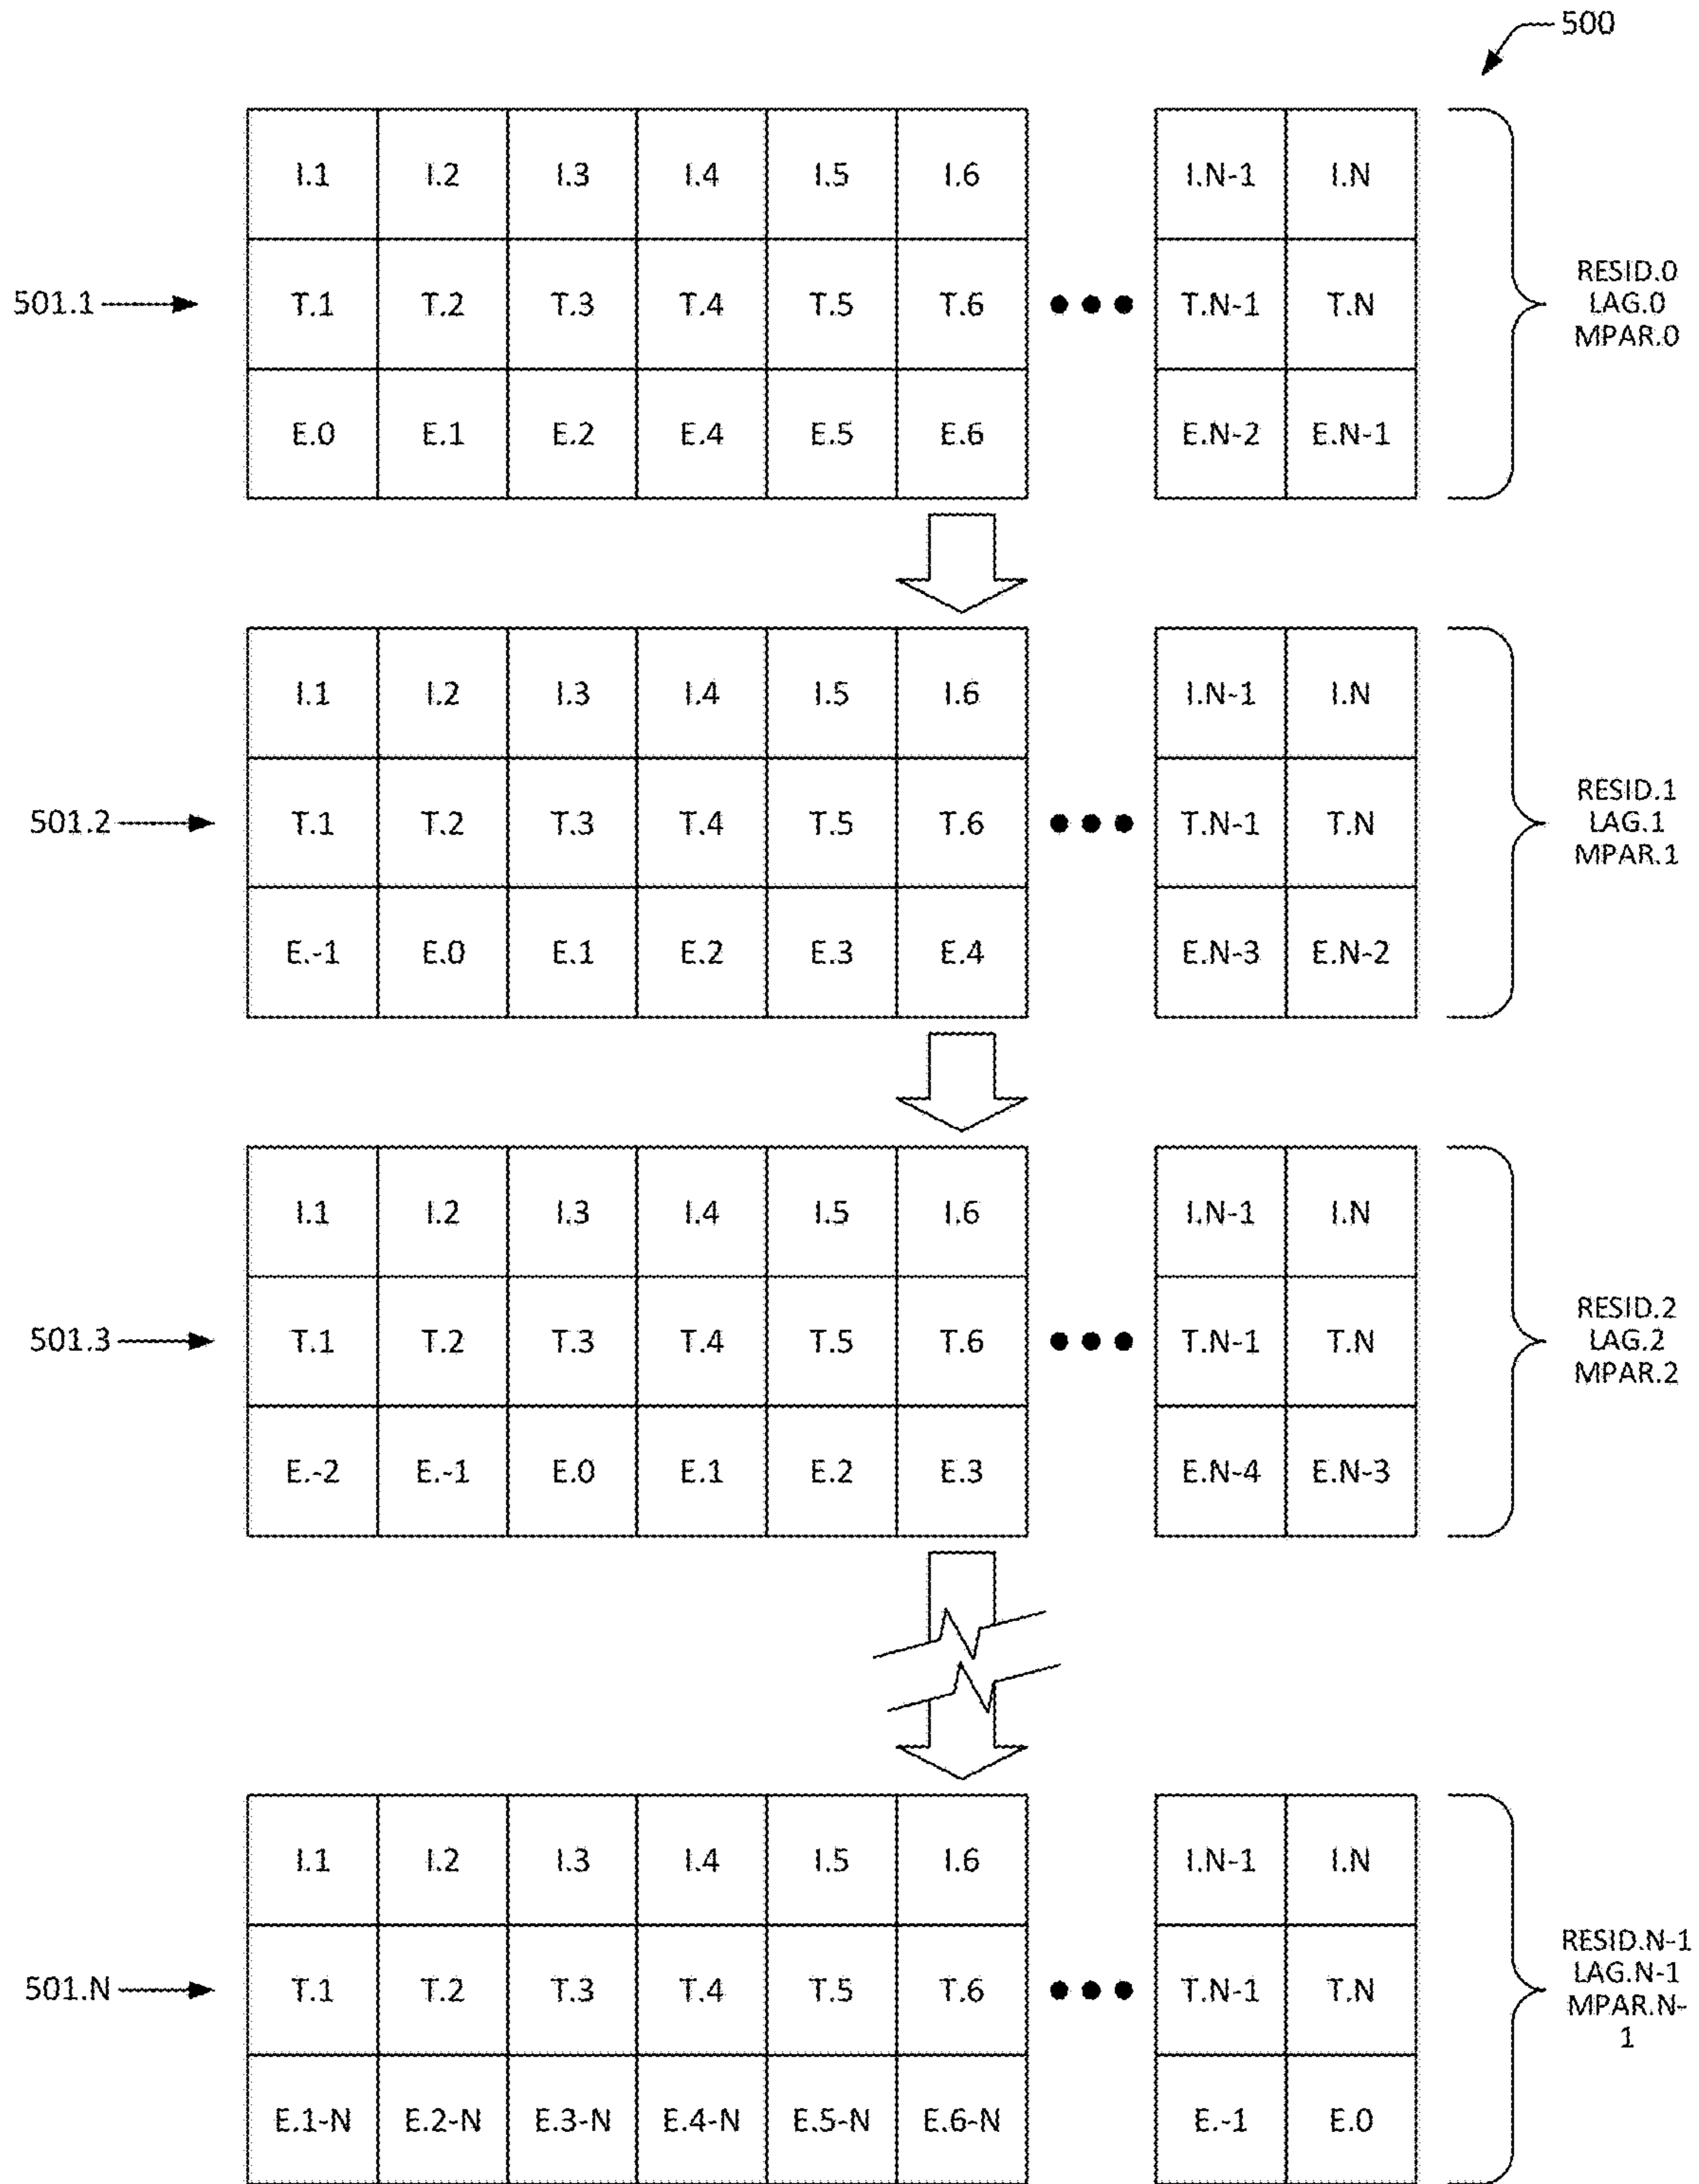 500
I.1 I.2 I.3 I.4 I.5 I.6 I.N-1 I.N
501.1 T.1 T.2 T.3 T.4 T.5 T.6 T.N-1 T.N
E.0 E.1 E.2 E.4 E.5 E.6 E.N-2 E.N-1
RESID.0
LAG.0
MPAR.0
I.1 I.2 I.3 I.4 I.5 I.6 I.N-1 I.N
501.2 T.1 T.2 T.3 T.4 T.5 T.6 T.N-1 T.N
E.-1 E.0 E.1 E.2 E.3 E.4 E.N-3 E.N-2
RESID.1
LAG.1
MPAR.1
I.1 I.2 I.3 I.4 I.5 I.6 I.N-1 I.N
501.3 T.1 T.2 T.3 T.4 T.5 T.6 T.N-1 T.N
E.-2 E.-1 E.0 E.1 E.2 E.3 E.N-4 E.N-3
RESID.2
LAG.2
MPAR.2
I.1 I.2 I.3 I.4 I.5 I.6 I.N-1 I.N
501.N T.1 T.2 T.3 T.4 T.5 T.6 T.N-1 T.N
E.1-N E.2-N E.3-N E.4-N E.5-N E.6-N E.-1 E.0
RESID.N-1
LAG.N-1
MPAR.N-
1